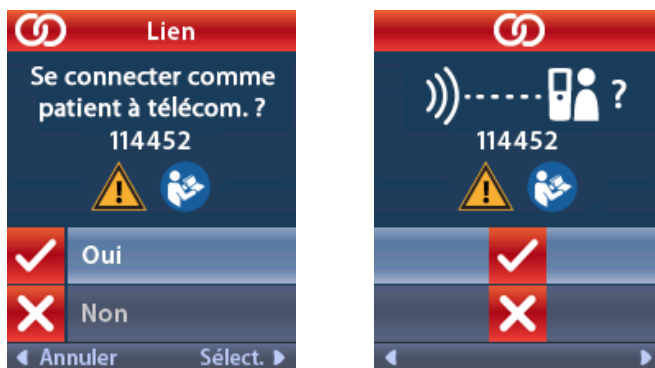 Lien
Se connecter comme
patient à télécom. ?
114452
Oui
Non
Annuler Sélect.
?
114452